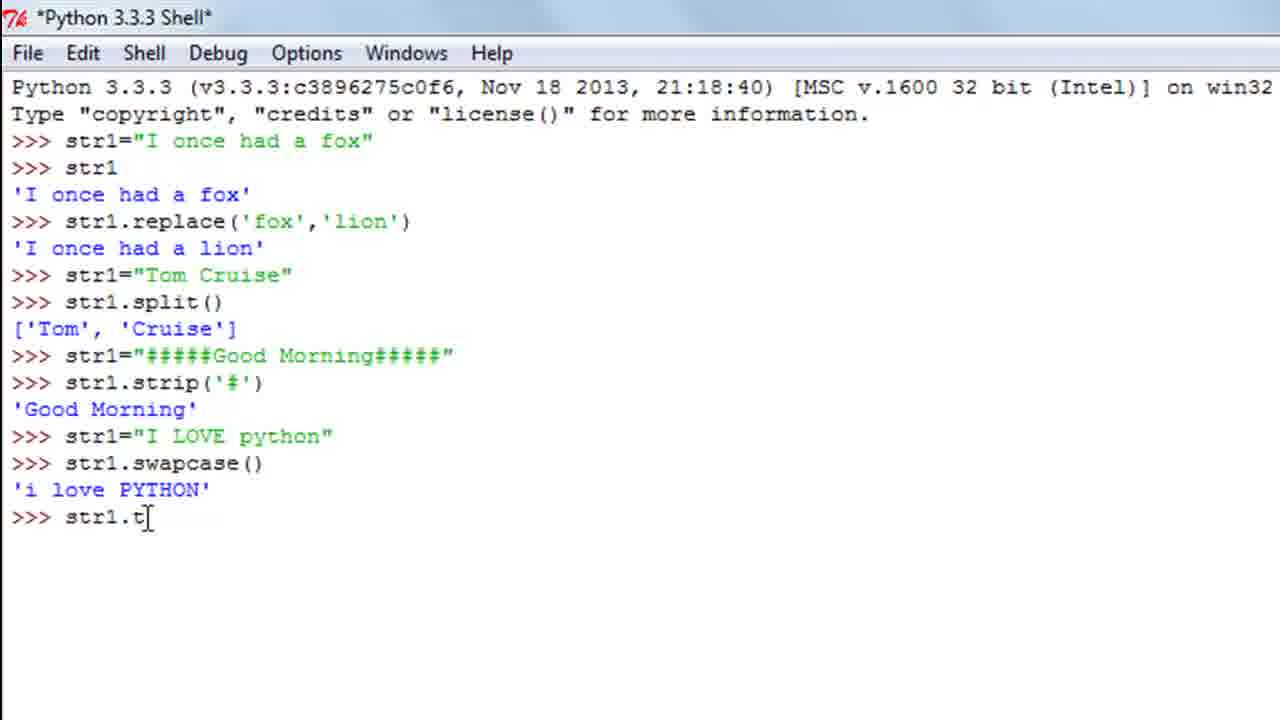 *Python 3.3.3 Shell*
File Edit Shell Debug Options Windows Help
Python 3.3.3 (v3.3.3:c3896275c0f6, Nov 18 2013, 21:18:40) [MSC v.1600 32 bit (Intel)] on win32
Type "copyright", "credits" or "license()" for more information.
>>> str1="I once had a fox"
>>> str1
'I once had a fox'
>>> str1.replace('fox','lion')
'I once had a lion'
>>> str1="Tom Cruise"
>>> str1.split()
['Tom', 'Cruise']
>>> str1="#####Good Morning#####"
>>> str1.strip('#')
'Good Morning'
>>> str1="I LOVE python"
>>> str1.swapcase()
'i love PYTHON'
>>> str1.t